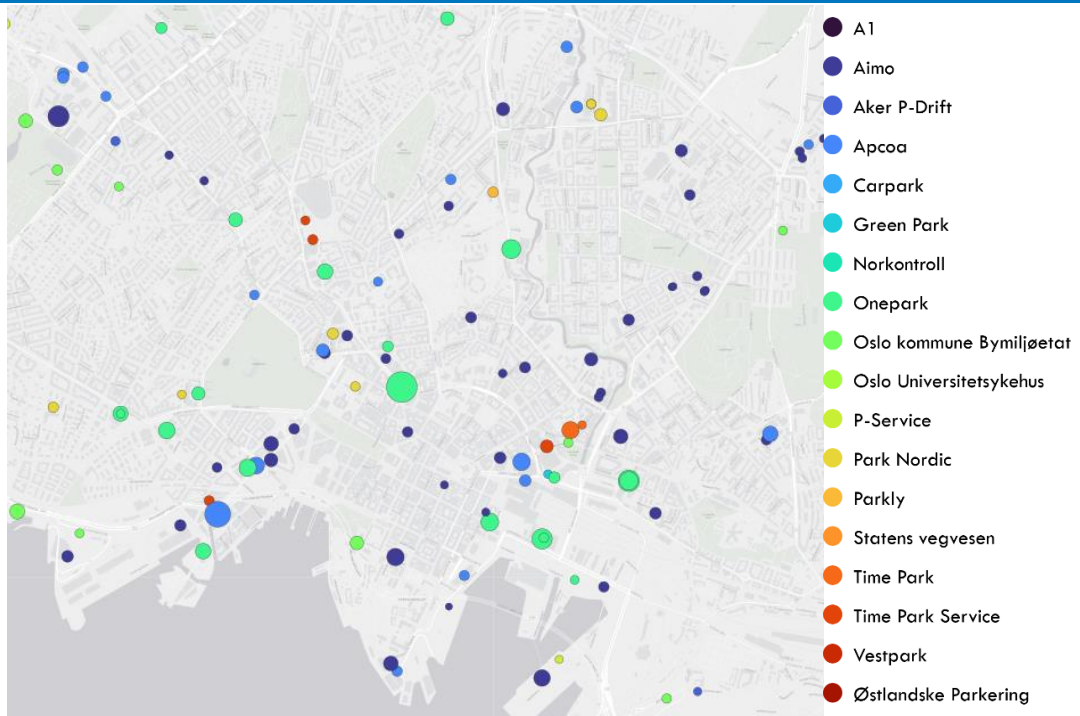 A1
Aimo
Aker P-Drift
Apcoa
Carpark
Green Park
Norkontroll
Onepark
Oslo kommune Bymiljøetat
Oslo Universitetsykehus
P-Service
Park Nordic
Parkly
Statens vegvesen
Time Park
Time Park Service
Vestpark
Østlandske Parkering